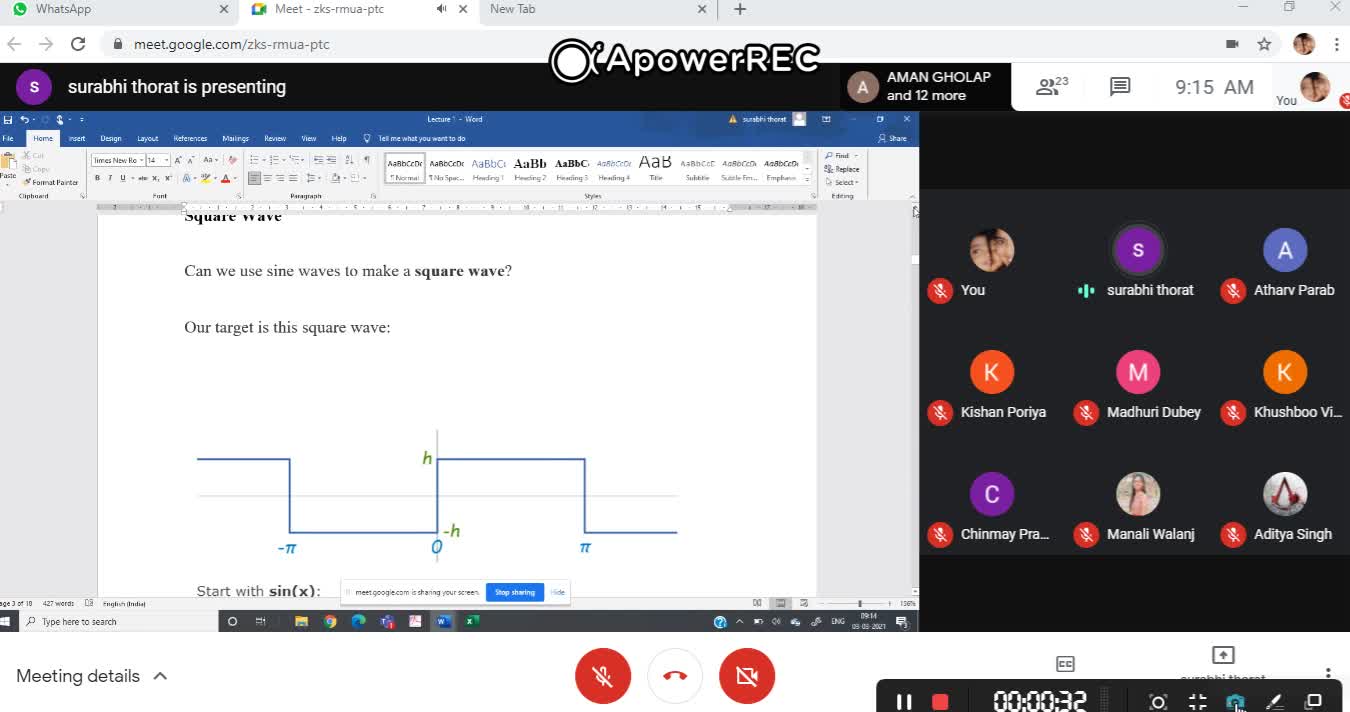 WhatsApp
Meet - zks-rmua-ptc
New Tab
meet.google.com/zks-rmua-ptc
ApowerREC
S
surabhi thorat is presenting
A
AMAN GHOLAP
and 12 more
23
9:15 AM
You
Lecture 1 - Word
surabhi thorat
File Home Insert Design Layout References Mailings Review View Help Tell me what you want to do
Share
Paste
Cut
Copy
Format Painter
Clipboard
Times New Ro 14
Font
Paragraph
AaBbCcDc AaBbCcDc AaBbC AaBb AaBbC AaBbCcDc AaB AaBbCcD AaBbCcDc AaBbCcDc
¶ Normal ¶ No Spac... Heading 1 Heading 2 Heading 3 Heading 4 Title Subtitle Subtle Em... Emphasis
Styles
Find
Replace
Select
Editing
Square Wave
Can we use sine waves to make a square wave?
Our target is this square wave:
h
-h
-π 0 π
Start with sin(x):
meet.google.com is sharing your screen. Stop sharing Hide
age 3 of 18 427 words English (India)
156%
Type here to search
ENG
09:14
03-03-2021
You
S
surabhi thorat
A
Atharv Parab
K
Kishan Poriya
M
Madhuri Dubey
K
Khushboo Vi...
C
Chinmay Pra...
Manali Walanj
Aditya Singh
Meeting details
CC
surabhi thorat
00:00:32